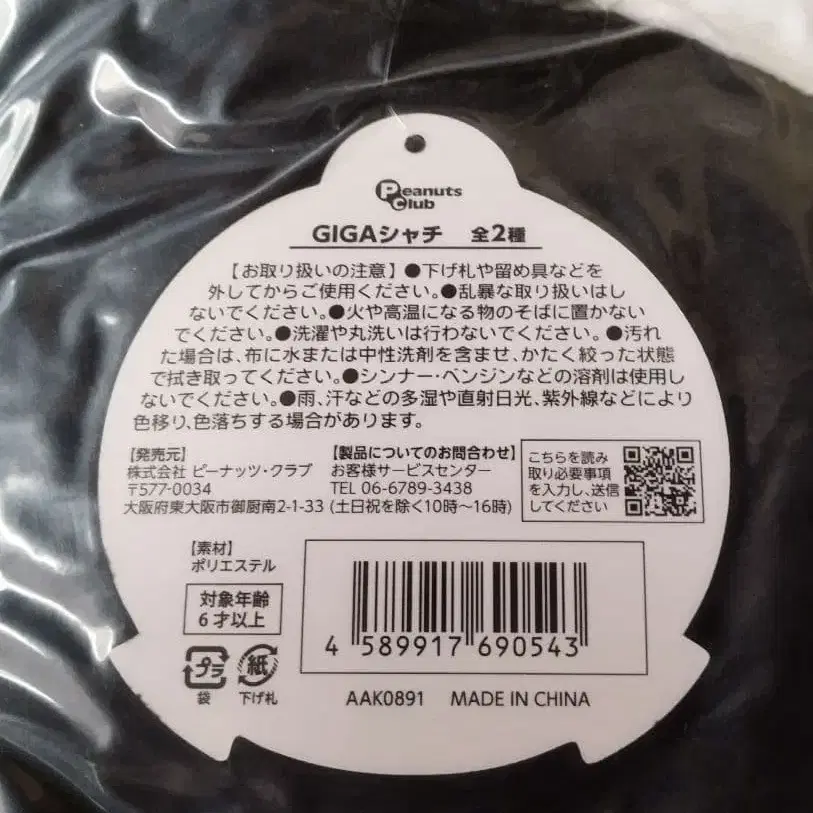 Peanuts
Club
GIGAシャチ 全2種
【お取り扱いの注意】●下げ札や留め具などを
外してからご使用ください。●乱暴な取り扱いはし
ないでください。●火や高温になる物のそばに置かない
でください。●洗濯や丸洗いは行わないでください。●汚れ
た場合は、布に水または中性洗剤を含ませ、かたく絞った状態
で拭き取ってください。●シンナー・ベンジンなどの溶剤は使用し
ないでください。●雨、汗などの多湿や直射日光、紫外線などにより
色移り、色落ちする場合があります。
【発売元】
株式会社 ピーナッツ・クラブ
〒577-0034
大阪府東大阪市御厨南2-1-33
【製品についてのお問合わせ】
お客様サービスセンター
TEL 06-6789-3438
(土日祝を除く10時～16時)
こちらを読み
取り必要事項
を入力し、送信
してください
【素材】
ポリエステル
対象年齢
6才以上
プラ
袋
紙
下げ札
4 589917 690543
AAK0891 MADE IN CHINA